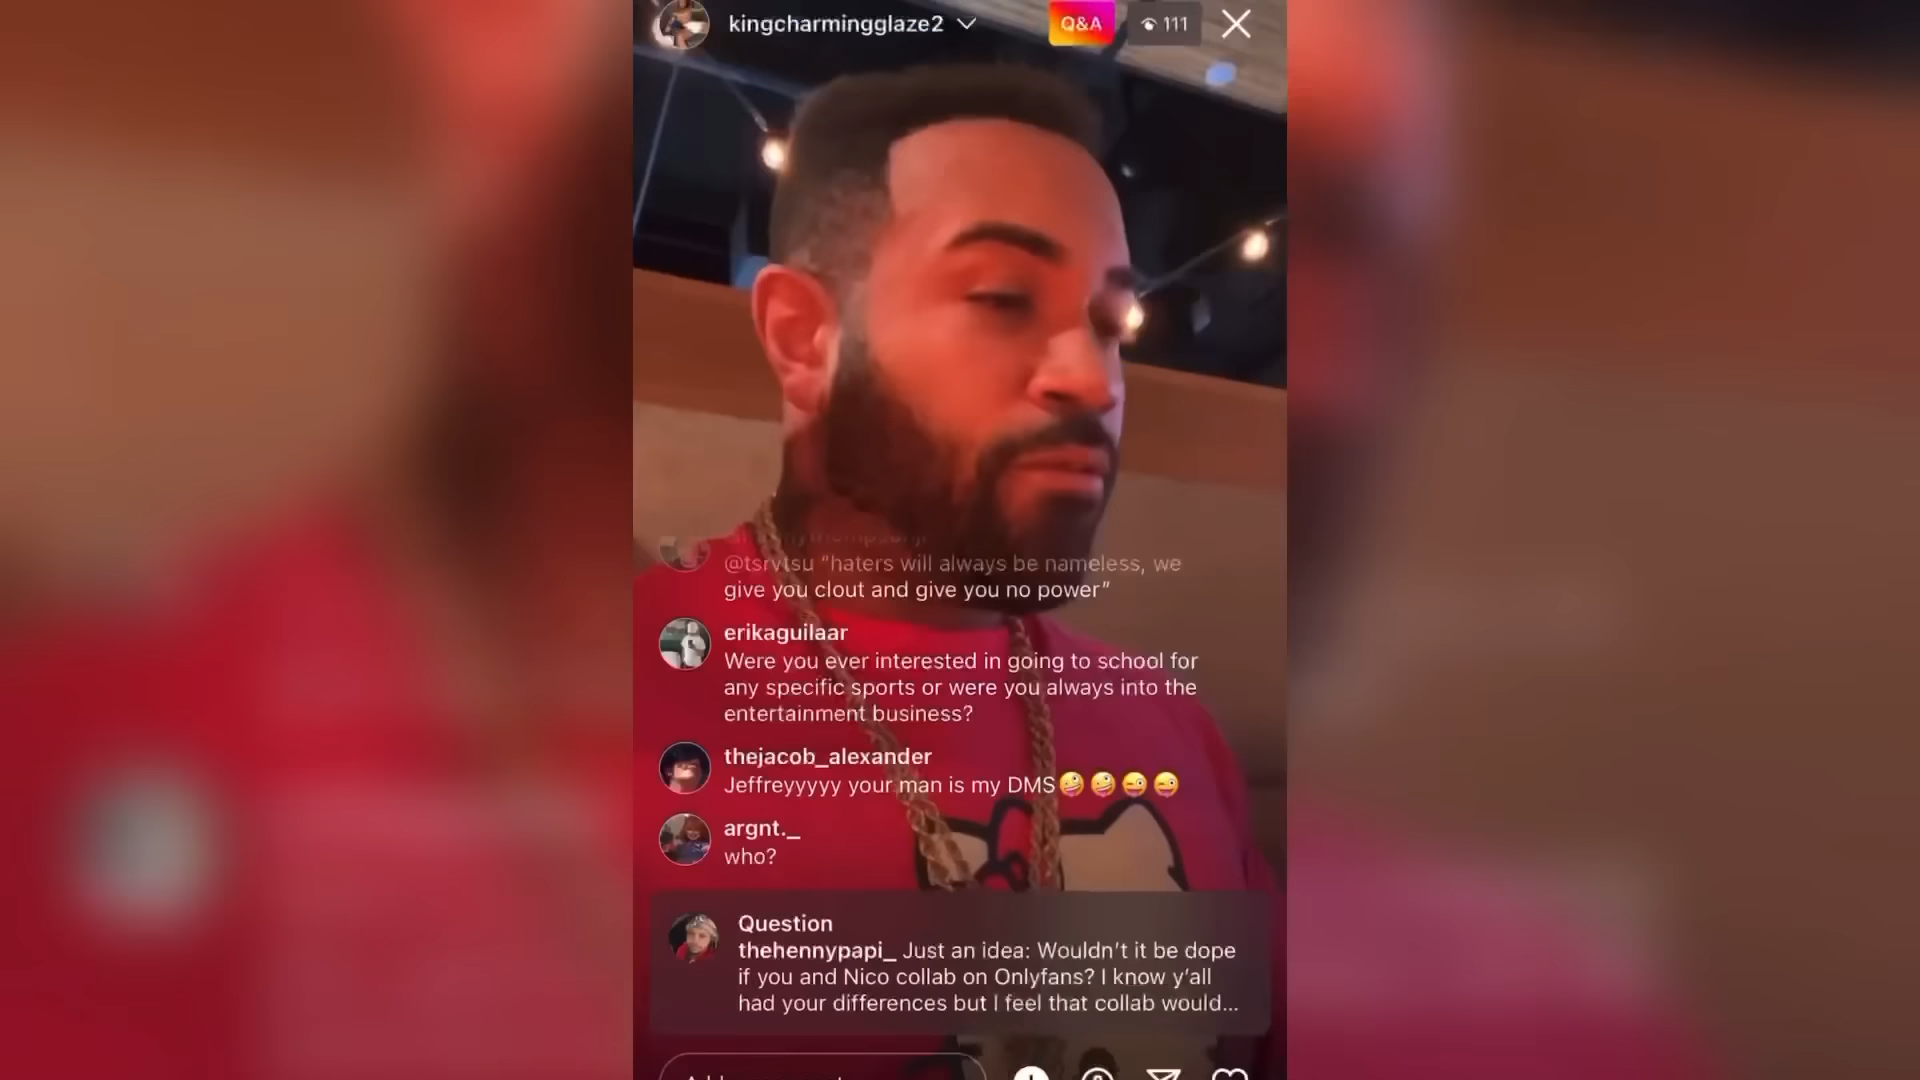 kingcharmingglaze2
Q&A
111
@tsrvtsu “haters will always be nameless, we
give you clout and give you no power”
erikaguilaar
Were you ever interested in going to school for
any specific sports or were you always into the
entertainment business?
thejacob_alexander
Jeffreyyyyy your man is my DMS🤪🤪😜😜
argnt._
who?
Question
thehennypapi_ Just an idea: Wouldn’t it be dope
if you and Nico collab on Onlyfans? I know y’all
had your differences but I feel that collab would...